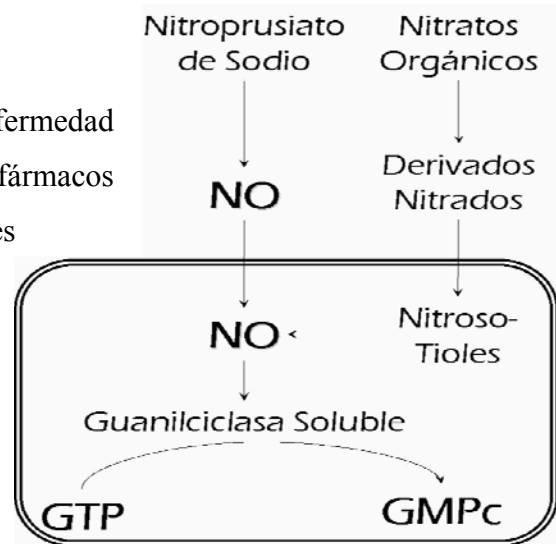 Nitroprusiato
de Sodio
Nitratos
Orgánicos
fermedad
fármacos
es
NO
Derivados
Nitrados
NO
Nitroso-
Tioles
Guanilciclasa Soluble
GTP
GMPc